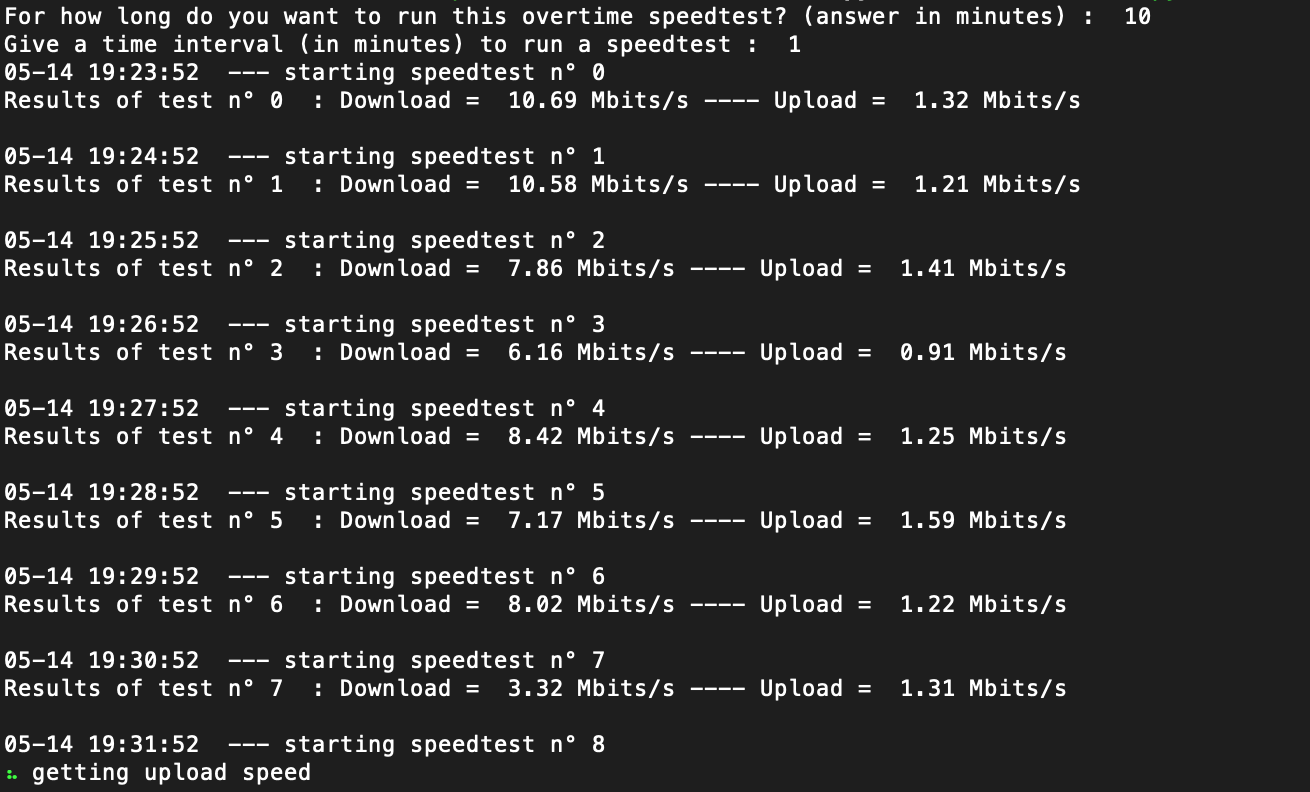 For how long do you want to run this overtime speedtest? (answer in minutes) :  10
Give a time interval (in minutes) to run a speedtest :  1
05-14 19:23:52  --- starting speedtest n° 0
Results of test n° 0  : Download =  10.69 Mbits/s ---- Upload =  1.32 Mbits/s
05-14 19:24:52  --- starting speedtest n° 1
Results of test n° 1  : Download =  10.58 Mbits/s ---- Upload =  1.21 Mbits/s
05-14 19:25:52  --- starting speedtest n° 2
Results of test n° 2  : Download =  7.86 Mbits/s ---- Upload =  1.41 Mbits/s
05-14 19:26:52  --- starting speedtest n° 3
Results of test n° 3  : Download =  6.16 Mbits/s ---- Upload =  0.91 Mbits/s
05-14 19:27:52  --- starting speedtest n° 4
Results of test n° 4  : Download =  8.42 Mbits/s ---- Upload =  1.25 Mbits/s
05-14 19:28:52  --- starting speedtest n° 5
Results of test n° 5  : Download =  7.17 Mbits/s ---- Upload =  1.59 Mbits/s
05-14 19:29:52  --- starting speedtest n° 6
Results of test n° 6  : Download =  8.02 Mbits/s ---- Upload =  1.22 Mbits/s
05-14 19:30:52  --- starting speedtest n° 7
Results of test n° 7  : Download =  3.32 Mbits/s ---- Upload =  1.31 Mbits/s
05-14 19:31:52  --- starting speedtest n° 8
getting upload speed